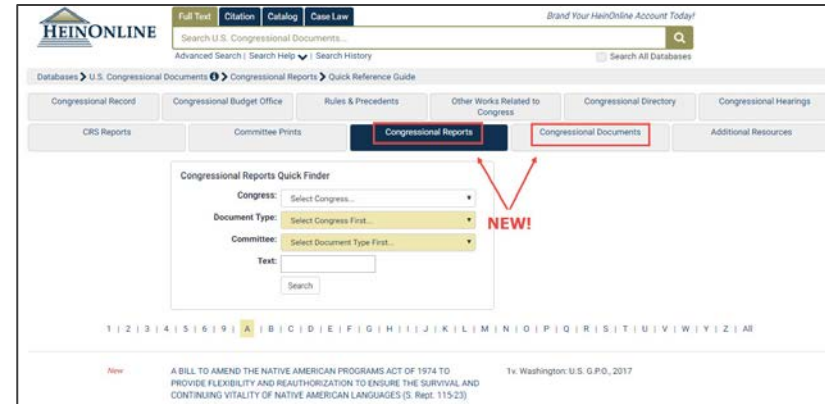 HEINONLINE
Full Text Citation Catalog Case Law
Brand Your HeinOnline Account Today!
Search U.S. Congressional Documents...
Advanced Search | Search Help | Search History
Search All Databases
Databases > U.S. Congressional Documents > Congressional Reports > Quick Reference Guide
Congressional Record Congressional Budget Office Rules & Precedents Other Works Related to Congress Congressional Directory Congressional Hearings
CRS Reports Committee Prints Congressional Reports Congressional Documents Additional Resources
Congressional Reports Quick Finder
Congress: Select Congress...
Document Type: Select Congress First...
NEW!
Committee: Select Document Type First...
Text:
Search
1 | 2 | 3 | 4 | 5 | 6 | 9 | A | B | C | D | E | F | G | H | I | J | K | L | M | N | O | P | Q | R | S | T | U | V | W | Y | Z | All
New
A BILL TO AMEND THE NATIVE AMERICAN PROGRAMS ACT OF 1974 TO
PROVIDE FLEXIBILITY AND REAUTHORIZATION TO ENSURE THE SURVIVAL AND
CONTINUING VITALITY OF NATIVE AMERICAN LANGUAGES (S. Rept. 115-23)
1v. Washington: U.S. G.P.O., 2017